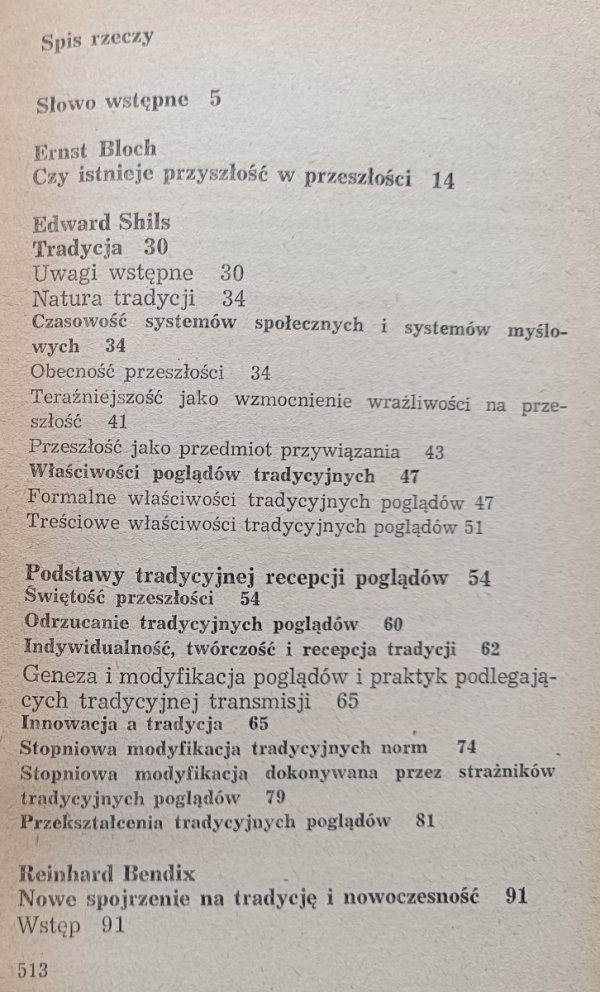 Spis rzeczy
Słowo wstępne 5
Ernst Bloch
Czy istnieje przyszłość w przeszłości 14
Edward Shils
Tradycja 30
Uwagi wstępne 30
Natura tradycji 34
Czasowość systemów społecznych i systemów myślo-
wych 34
Obecność przeszłości 34
Teraźniejszość jako wzmocnienie wrażliwości na prze-
szłość 41
Przeszłość jako przedmiot przywiązania 43
Właściwości poglądów tradycyjnych 47
Formalne właściwości tradycyjnych poglądów 47
Treściowe właściwości tradycyjnych poglądów 51
Podstawy tradycyjnej recepcji poglądów 54
Świętość przeszłości 54
Odrzucanie tradycyjnych poglądów 60
Indywidualność, twórczość i recepcja tradycji 62
Geneza i modyfikacja poglądów i praktyk podlegają-
cych tradycyjnej transmisji 65
Innowacja a tradycja 65
Stopniowa modyfikacja tradycyjnych norm 74
Stopniowa modyfikacja dokonywana przez strażników
tradycyjnych poglądów 79
Przekształcenia tradycyjnych poglądów 81
Reinhard Bendix
Nowe spojrzenie na tradycję i nowoczesność 91
Wstęp 91
513